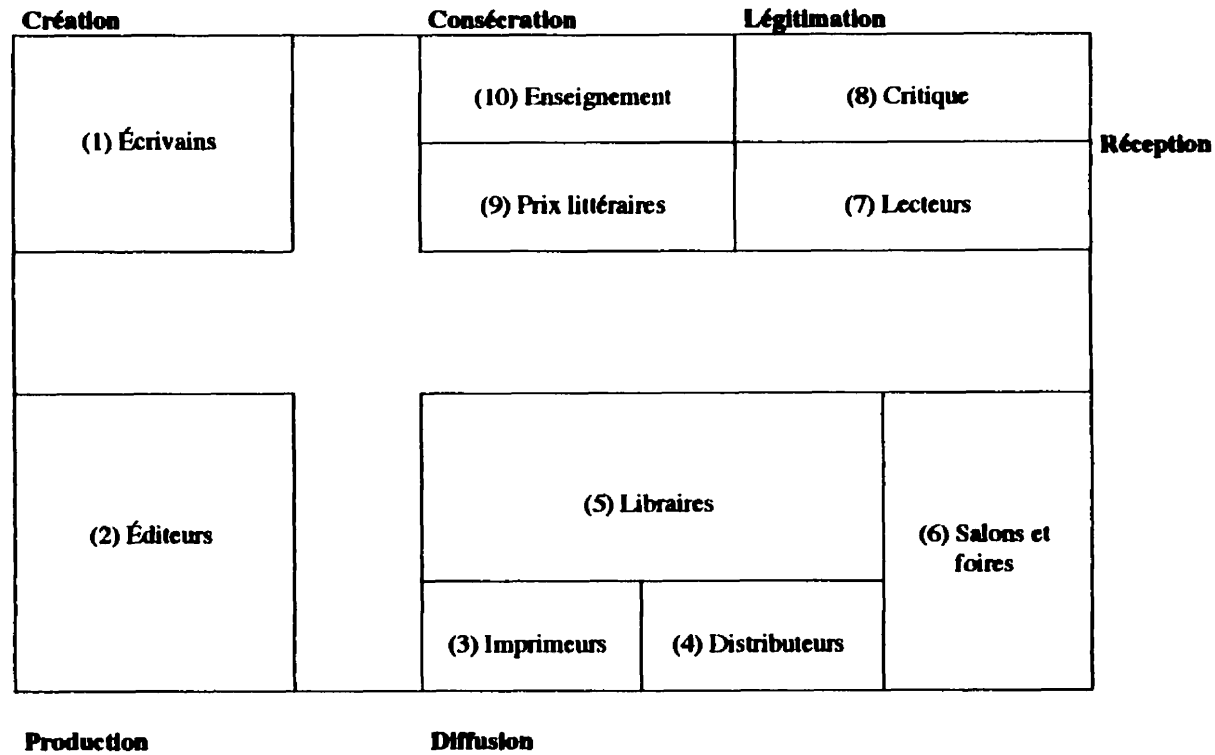 Création
Consécration
Légitimation
(1) Écrivains
(10) Enseignement
(8) Critique
Réception
(9) Prix littéraires
(7) Lecteurs
(2) Éditeurs
(5) Libraires
(6) Salons et
foires
(3) Imprimeurs
(4) Distributeurs
Production
Diffusion